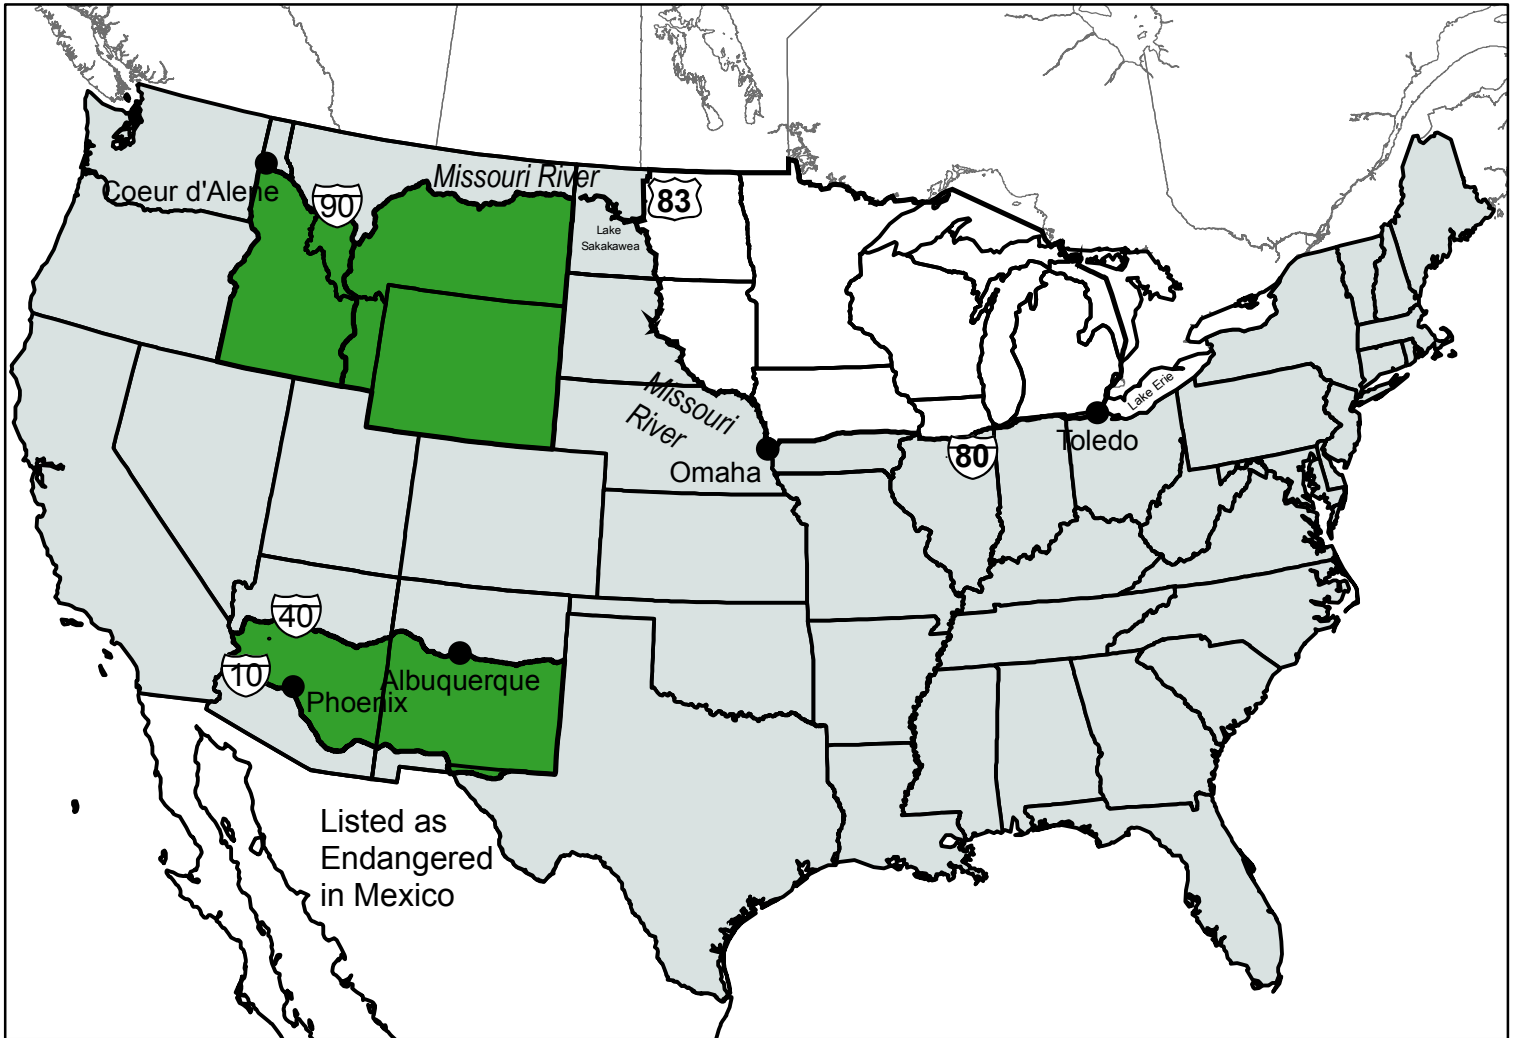 Missouri River
Coeur d'Alene
90
83
Lake
Sakakawea
Missouri
River
Lake Erie
Toledo
80
Omaha
40
10
Albuquerque
Phoenix
Listed as
Endangered
in Mexico